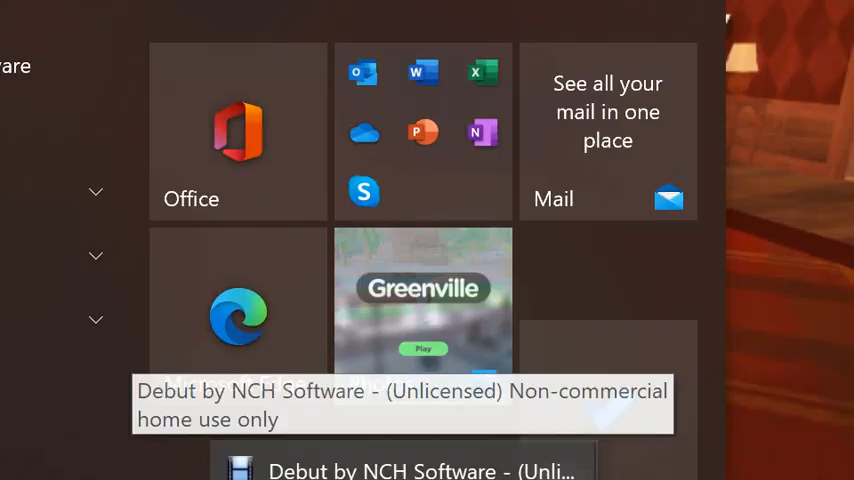 are
See all your
mail in one
place
Office
Mail
Greenville
Play
Debut by NCH Software - (Unlicensed) Non-commercial
home use only
Debut by NCH Software - (Unli...